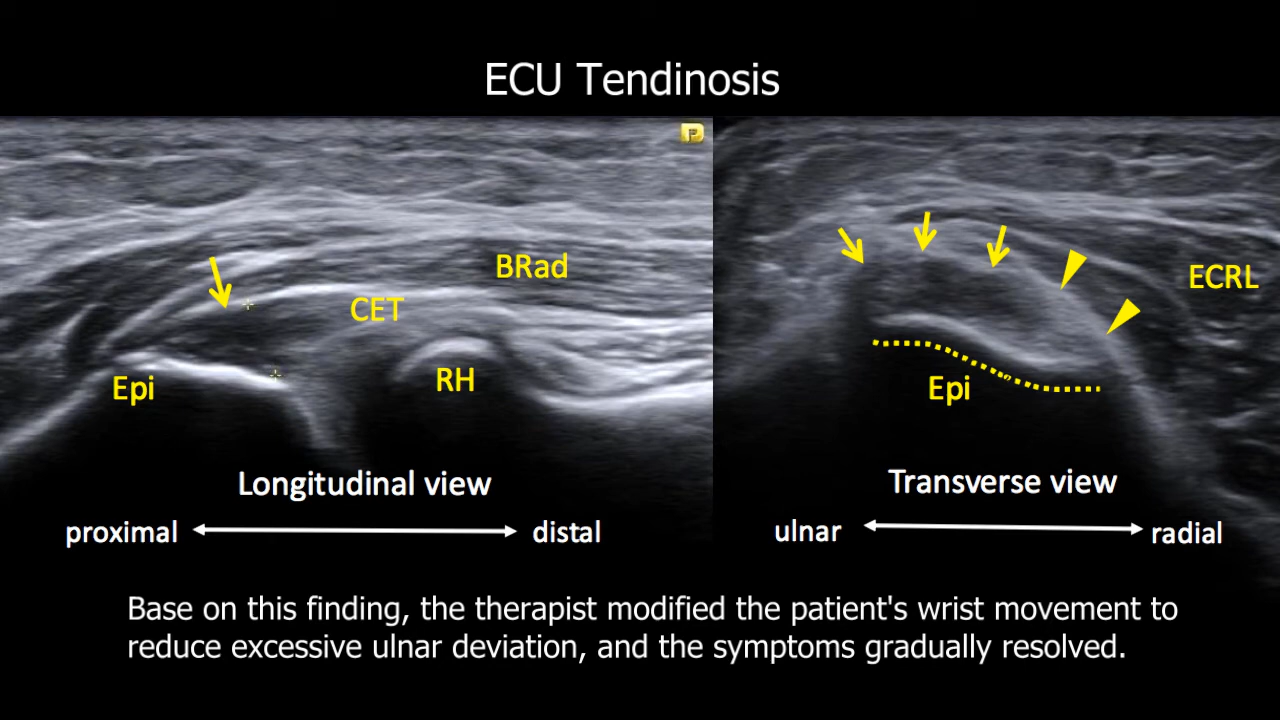 ECU Tendinosis
P
BRad
CET
Epi
RH
Longitudinal view
proximal
distal
ECRL
Epi
Transverse view
ulnar
radial
Base on this finding, the therapist modified the patient's wrist movement to
reduce excessive ulnar deviation, and the symptoms gradually resolved.